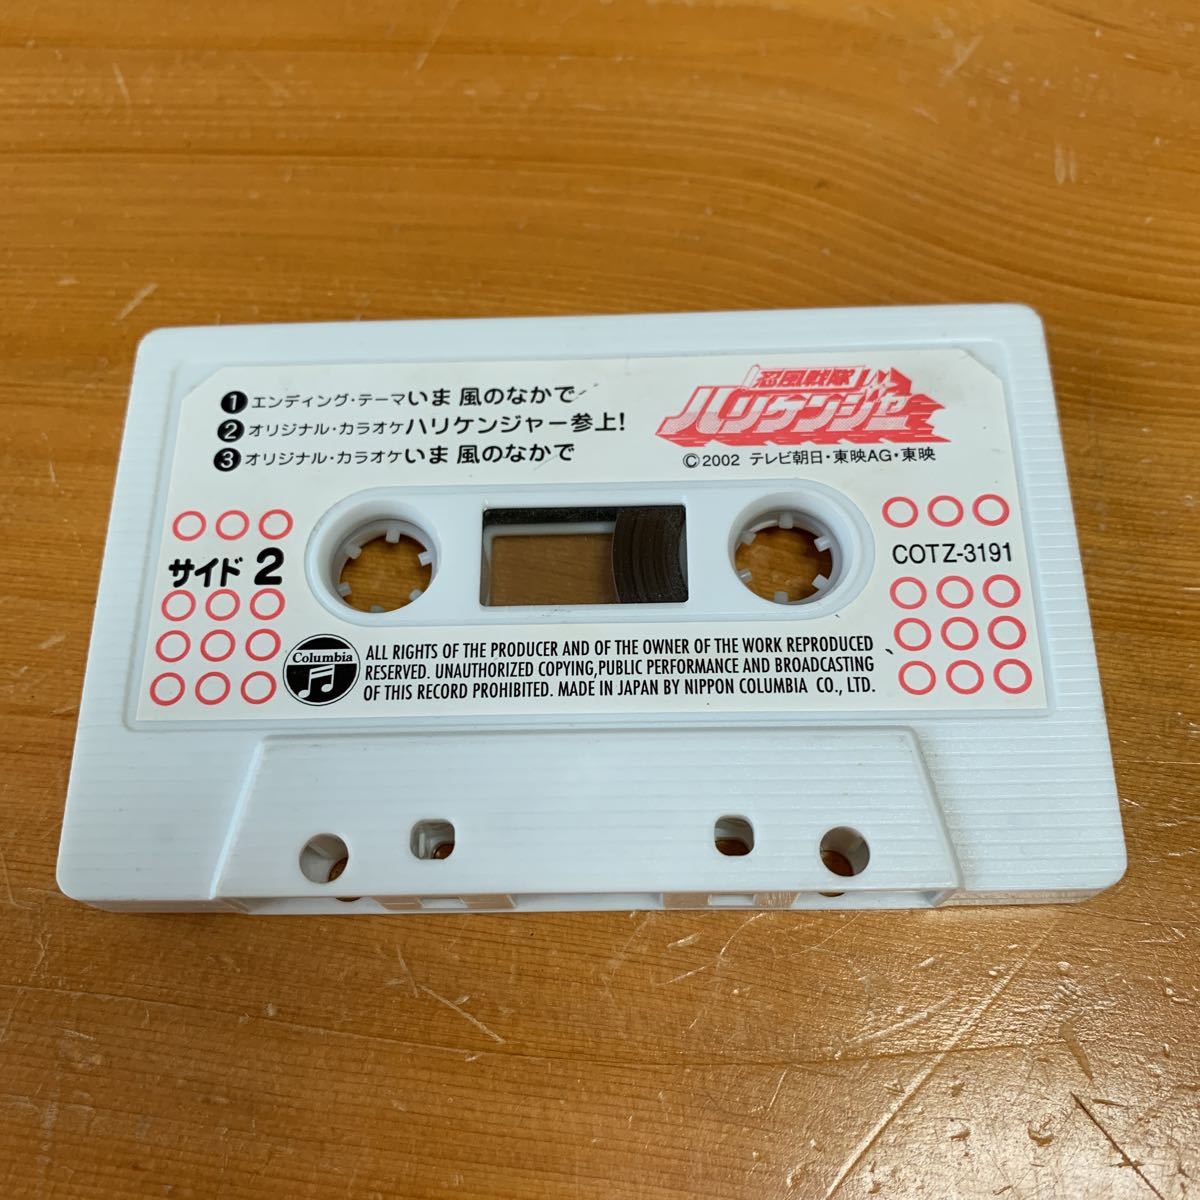 ❶エンディング・テーマ いま 風のなかで
❷オリジナル・カラオケ ハリケンジャー参上!
❸オリジナル・カラオケ いま 風のなかで
忍風戦隊
ハリケンジャー
©2002 テレビ朝日・東映AG・東映
サイド 2
COTZ-3191
Columbia
ALL RIGHTS OF THE PRODUCER AND OF THE OWNER OF THE WORK REPRODUCED
RESERVED. UNAUTHORIZED COPYING,PUBLIC PERFORMANCE AND BROADCASTING
OF THIS RECORD PROHIBITED. MADE IN JAPAN BY NIPPON COLUMBIA CO., LTD.